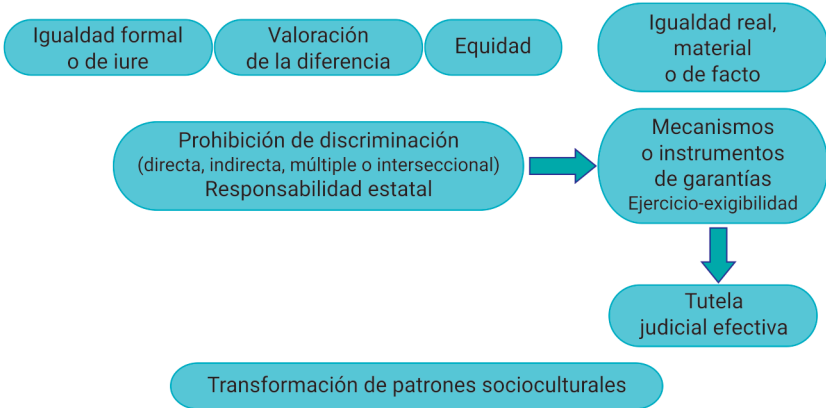 Igualdad formal
o de iure
Valoración
de la diferencia
Equidad
Igualdad real,
material
o de facto
Prohibición de discriminación
(directa, indirecta, múltiple o interseccional)
Responsabilidad estatal
Mecanismos
o instrumentos
de garantías
Ejercicio-exigibilidad
Tutela
judicial efectiva
Transformación de patrones socioculturales